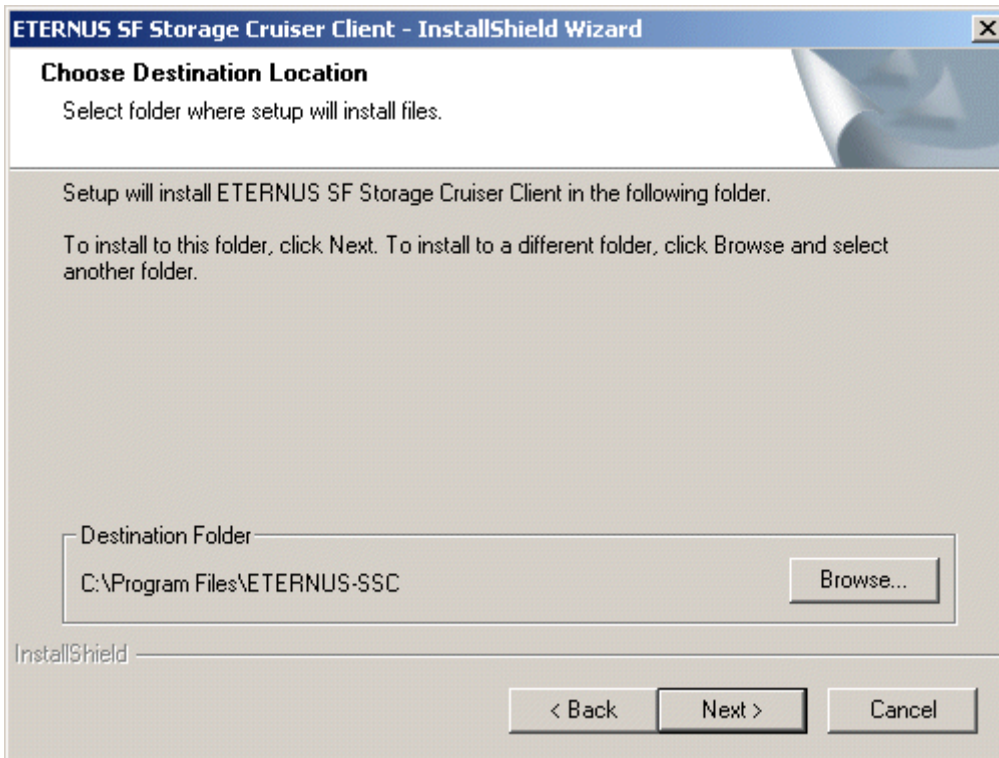 ETERNUS SF Storage Cruiser Client - InstallShield Wizard
Choose Destination Location
Select folder where setup will install files.
Setup will install ETERNUS SF Storage Cruiser Client in the following folder.
To install to this folder, click Next. To install to a different folder, click Browse and select
another folder.
Destination Folder
C:\Program Files\ETERNUS-SSC
Browse...
InstallShield
< Back
Next >
Cancel